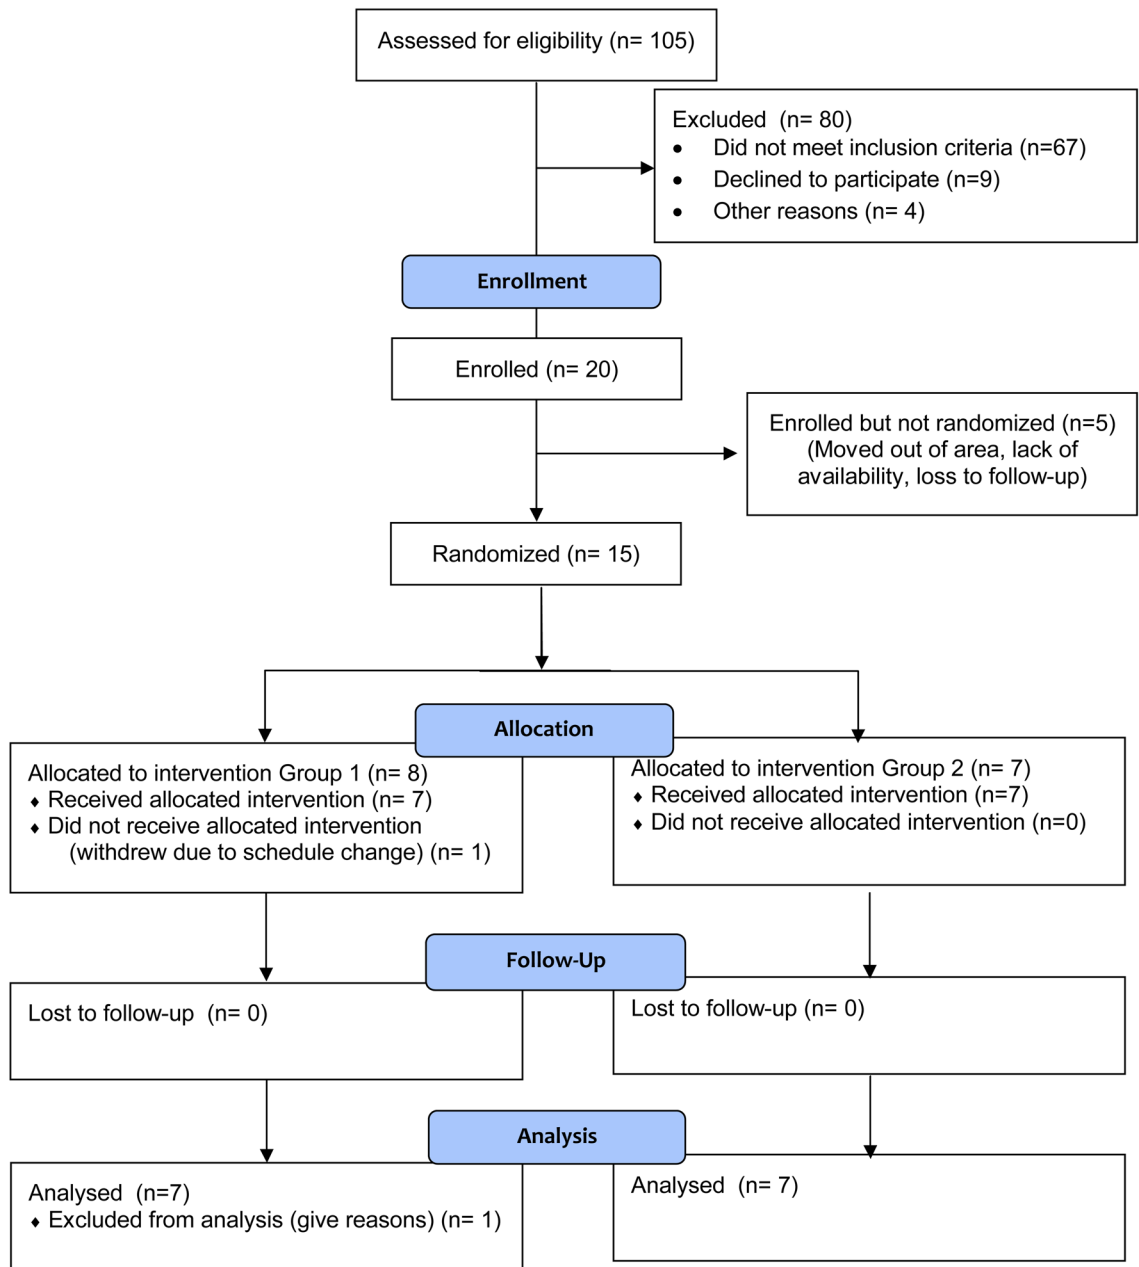 Assessed for eligibility (n= 105)
Excluded  (n= 80)
• Did not meet inclusion criteria (n=67)
• Declined to participate (n=9)
• Other reasons (n= 4)
Enrollment
Enrolled (n= 20)
Enrolled but not randomized (n=5)
(Moved out of area, lack of
availability, loss to follow-up)
Randomized (n= 15)
Allocation
Allocated to intervention Group 1 (n= 8)
♦ Received allocated intervention (n= 7)
♦ Did not receive allocated intervention
(withdrew due to schedule change) (n= 1)
Allocated to intervention Group 2 (n= 7)
♦ Received allocated intervention (n=7)
♦ Did not receive allocated intervention (n=0)
Follow-Up
Lost to follow-up  (n= 0)
Lost to follow-up (n= 0)
Analysis
Analysed  (n=7)
♦ Excluded from analysis (give reasons) (n= 1)
Analysed  (n= 7)